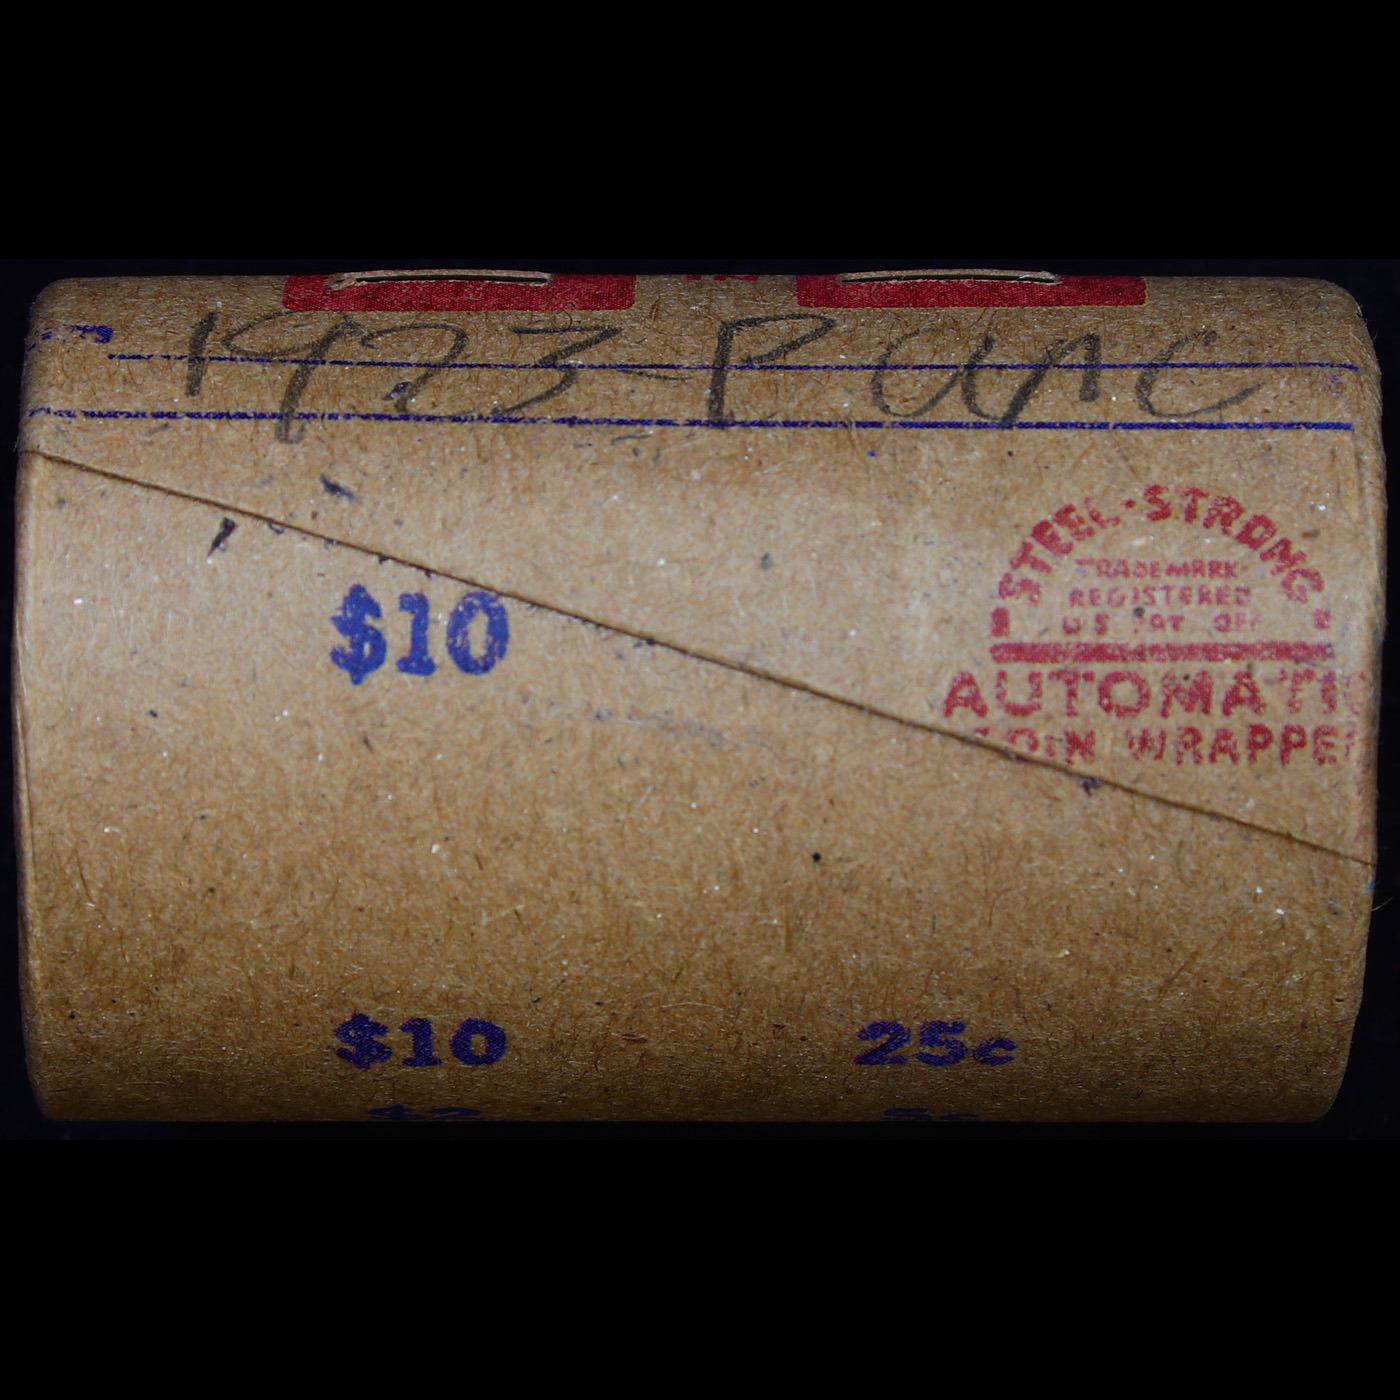 1923-P unc
STEEL-STRONG
TRADEMARK
REGISTERED
U S PAT OFF
AUTOMATIC
COIN WRAPPER
$10
$10 25c